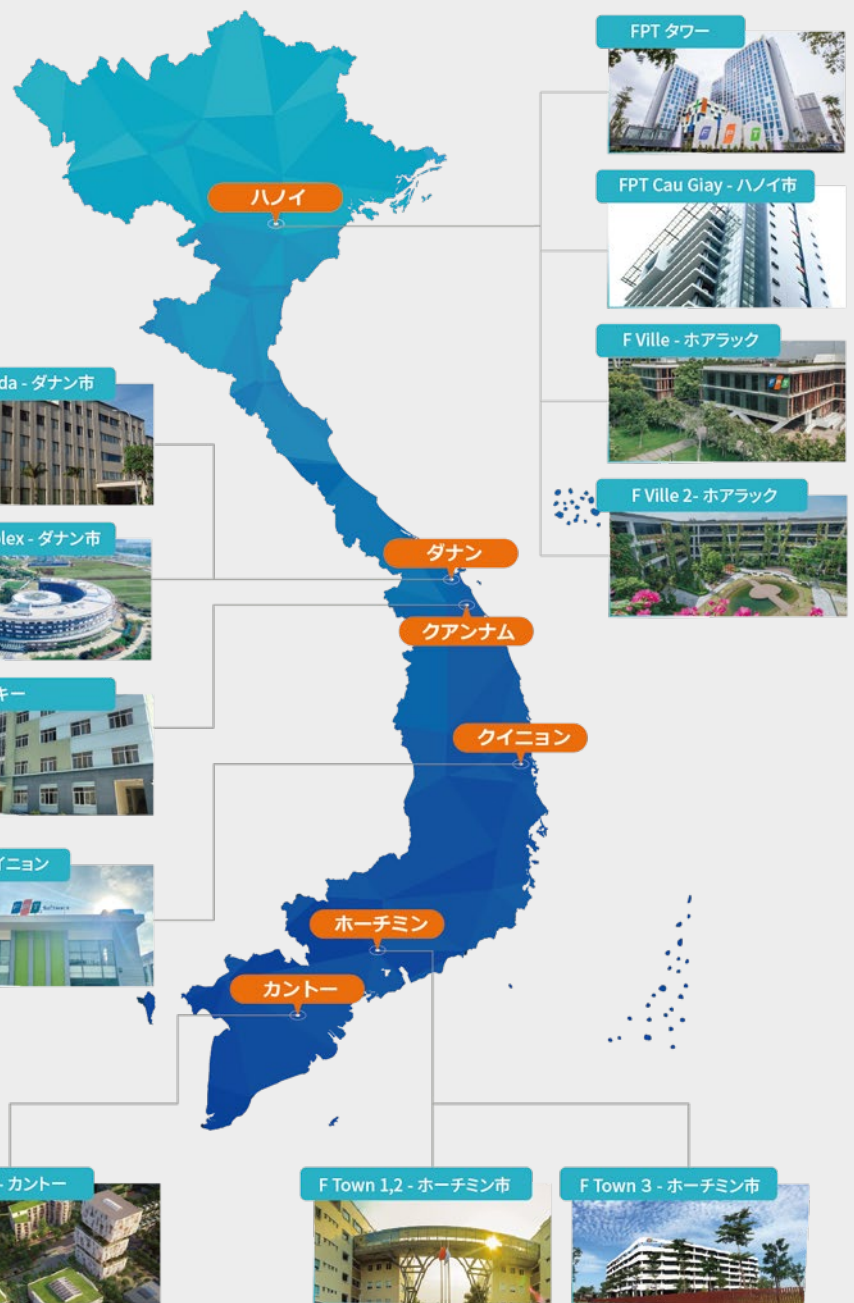 FPT タワー
FPT Cau Giay - ハノイ市
F Ville - ホアラック
F Ville 2- ホアラック
ハノイ
da - ダナン市
lex - ダナン市
キー
イニョン
FPT Software
ダナン
クアンナム
クイニョン
ホーチミン
カントー
- カントー
F Town 1,2 - ホーチミン市
F Town 3 - ホーチミン市